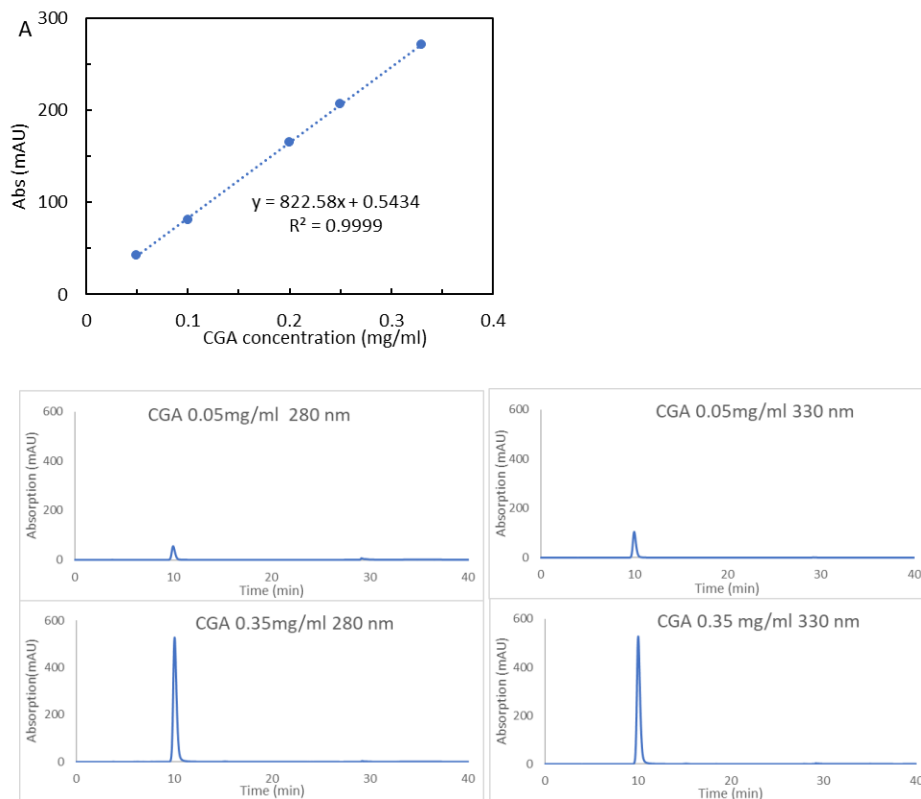 A
300
200
100
0
Abs (mAU)
y = 822.58x + 0.5434
R² = 0.9999
0 0.1 0.2 0.3 0.4
CGA concentration (mg/ml)
CGA 0.05mg/ml 280 nm
600
400
200
0
Absorption (mAU)
0 10 20 30 40
Time (min)
CGA 0.05mg/ml 330 nm
600
400
200
0
Absorption (mAU)
0 10 20 30 40
Time (min)
CGA 0.35mg/ml 280 nm
600
400
200
0
Absorption(mAU)
0 10 20 30 40
Time (min)
CGA 0.35 mg/ml 330 nm
600
400
200
0
Absorption (mAU)
0 10 20 30 40
Time (min)